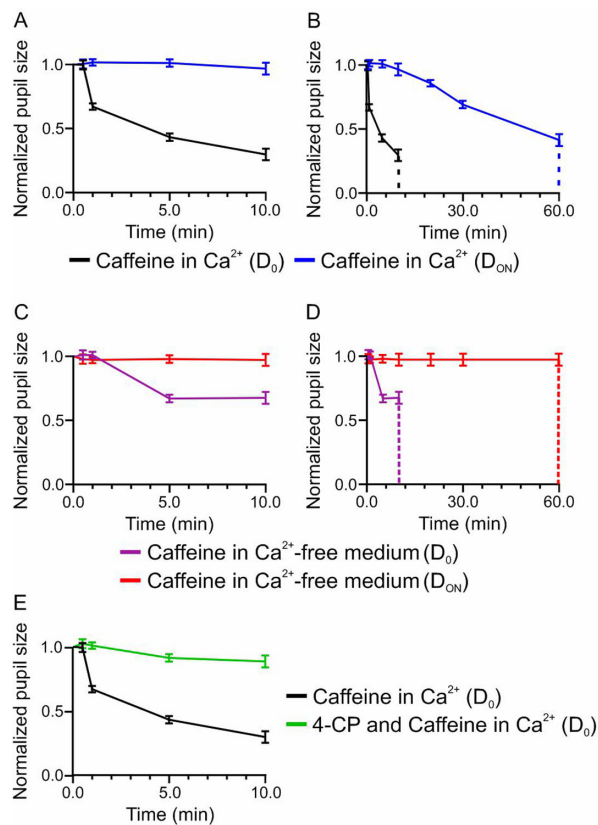 A
Normalized pupil size
1.0
0.5
0.0
0.0 5.0 10.0
Time (min)
B
Normalized pupil size
1.0
0.5
0.0
0.0 30.0 60.0
Time (min)
Caffeine in Ca²⁺ (D₀) Caffeine in Ca²⁺ (D_ON)
C
Normalized pupil size
1.0
0.5
0.0
0.0 5.0 10.0
Time (min)
D
Normalized pupil size
1.0
0.5
0.0
0.0 30.0 60.0
Time (min)
Caffeine in Ca²⁺-free medium (D₀)
Caffeine in Ca²⁺-free medium (D_ON)
E
Normalized pupil size
1.0
0.5
0.0
0.0 5.0 10.0
Time (min)
Caffeine in Ca²⁺ (D₀)
4-CP and Caffeine in Ca²⁺ (D₀)